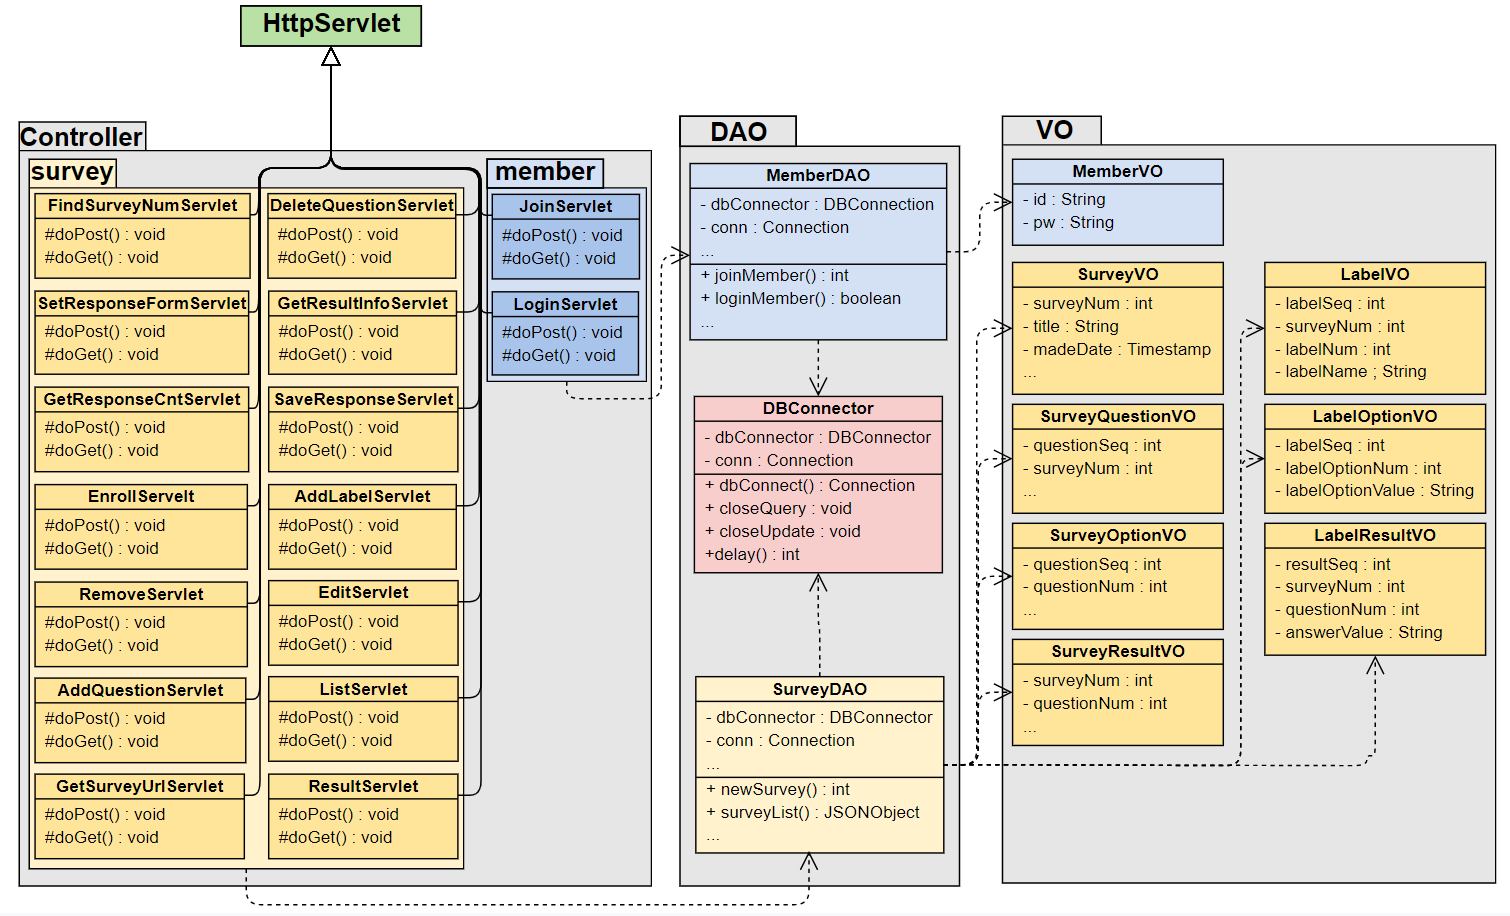 HttpServlet
Controller
survey
FindSurveyNumServlet
#doPost() : void
#doGet() : void
SetResponseFormServlet
#doPost() : void
#doGet() : void
GetResponseCntServlet
#doPost() : void
#doGet() : void
EnrollServelt
#doPost() : void
#doGet() : void
RemoveServlet
#doPost() : void
#doGet() : void
AddQuestionServlet
#doPost() : void
#doGet() : void
GetSurveyUrlServlet
#doPost() : void
#doGet() : void
DeleteQuestionServlet
#doPost() : void
#doGet() : void
GetResultInfoServlet
#doPost() : void
#doGet() : void
SaveResponseServlet
#doPost() : void
#doGet() : void
AddLabelServlet
#doPost() : void
#doGet() : void
EditServlet
#doPost() : void
#doGet() : void
ListServlet
#doPost() : void
#doGet() : void
ResultServlet
#doPost() : void
#doGet() : void
member
JoinServlet
#doPost() : void
#doGet() : void
LoginServlet
#doPost() : void
#doGet() : void
DAO
MemberDAO
- dbConnector : DBConnection
- conn : Connection
...
+ joinMember() : int
+ loginMember() : boolean
...
DBConnector
- dbConnector : DBConnector
- conn : Connection
+ dbConnect() : Connection
+ closeQuery : void
+ closeUpdate : void
+delay() : int
SurveyDAO
- dbConnector : DBConnector
- conn : Connection
...
+ newSurvey() : int
+ surveyList() : JSONObject
...
VO
MemberVO
- id : String
- pw : String
SurveyVO
- surveyNum : int
- title : String
- madeDate : Timestamp
...
SurveyQuestionVO
- questionSeq : int
- surveyNum : int
...
SurveyOptionVO
- questionSeq : int
- questionNum : int
...
SurveyResultVO
- surveyNum : int
- questionNum : int
...
LabelVO
- labelSeq : int
- surveyNum : int
- labelNum : int
- labelName ; String
LabelOptionVO
- labelSeq : int
- labelOptionNum : int
- labelOptionValue : String
LabelResultVO
- resultSeq : int
- surveyNum : int
- questionNum : int
- answerValue : String